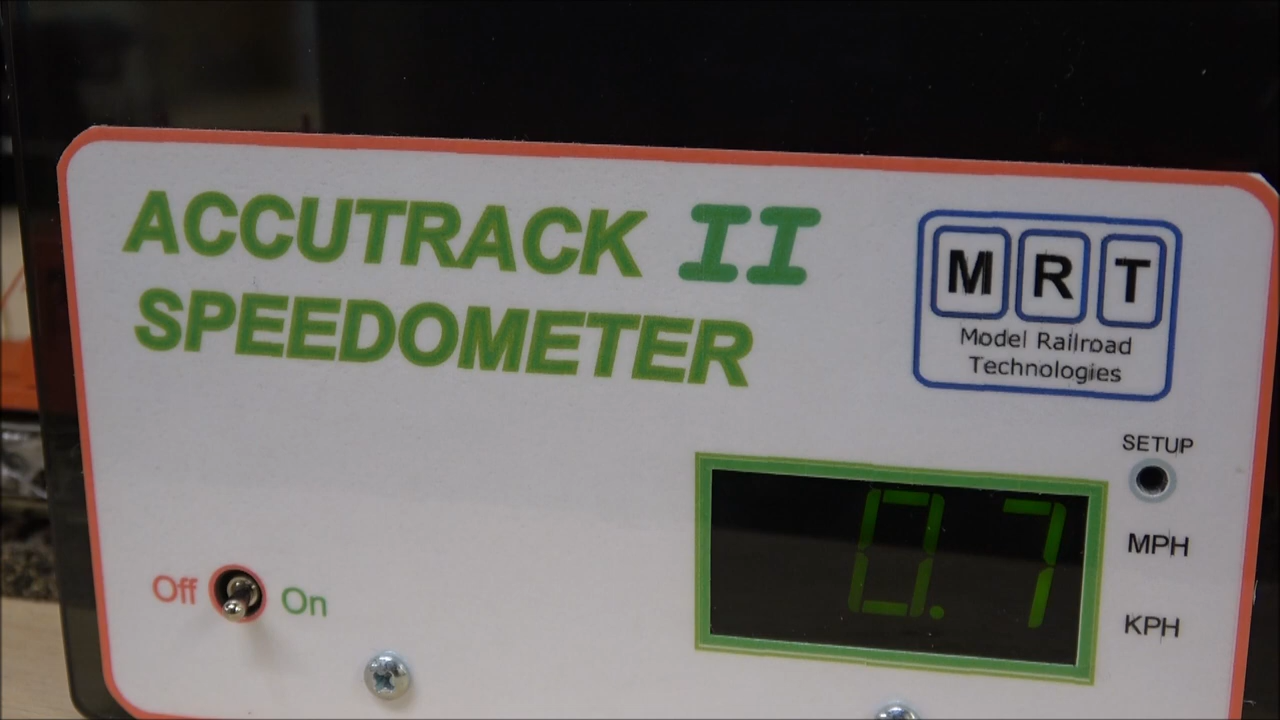 ACCUTRACK II
SPEEDOMETER
M R T
Model Railroad
Technologies
SETUP
0.7
MPH
KPH
Off On